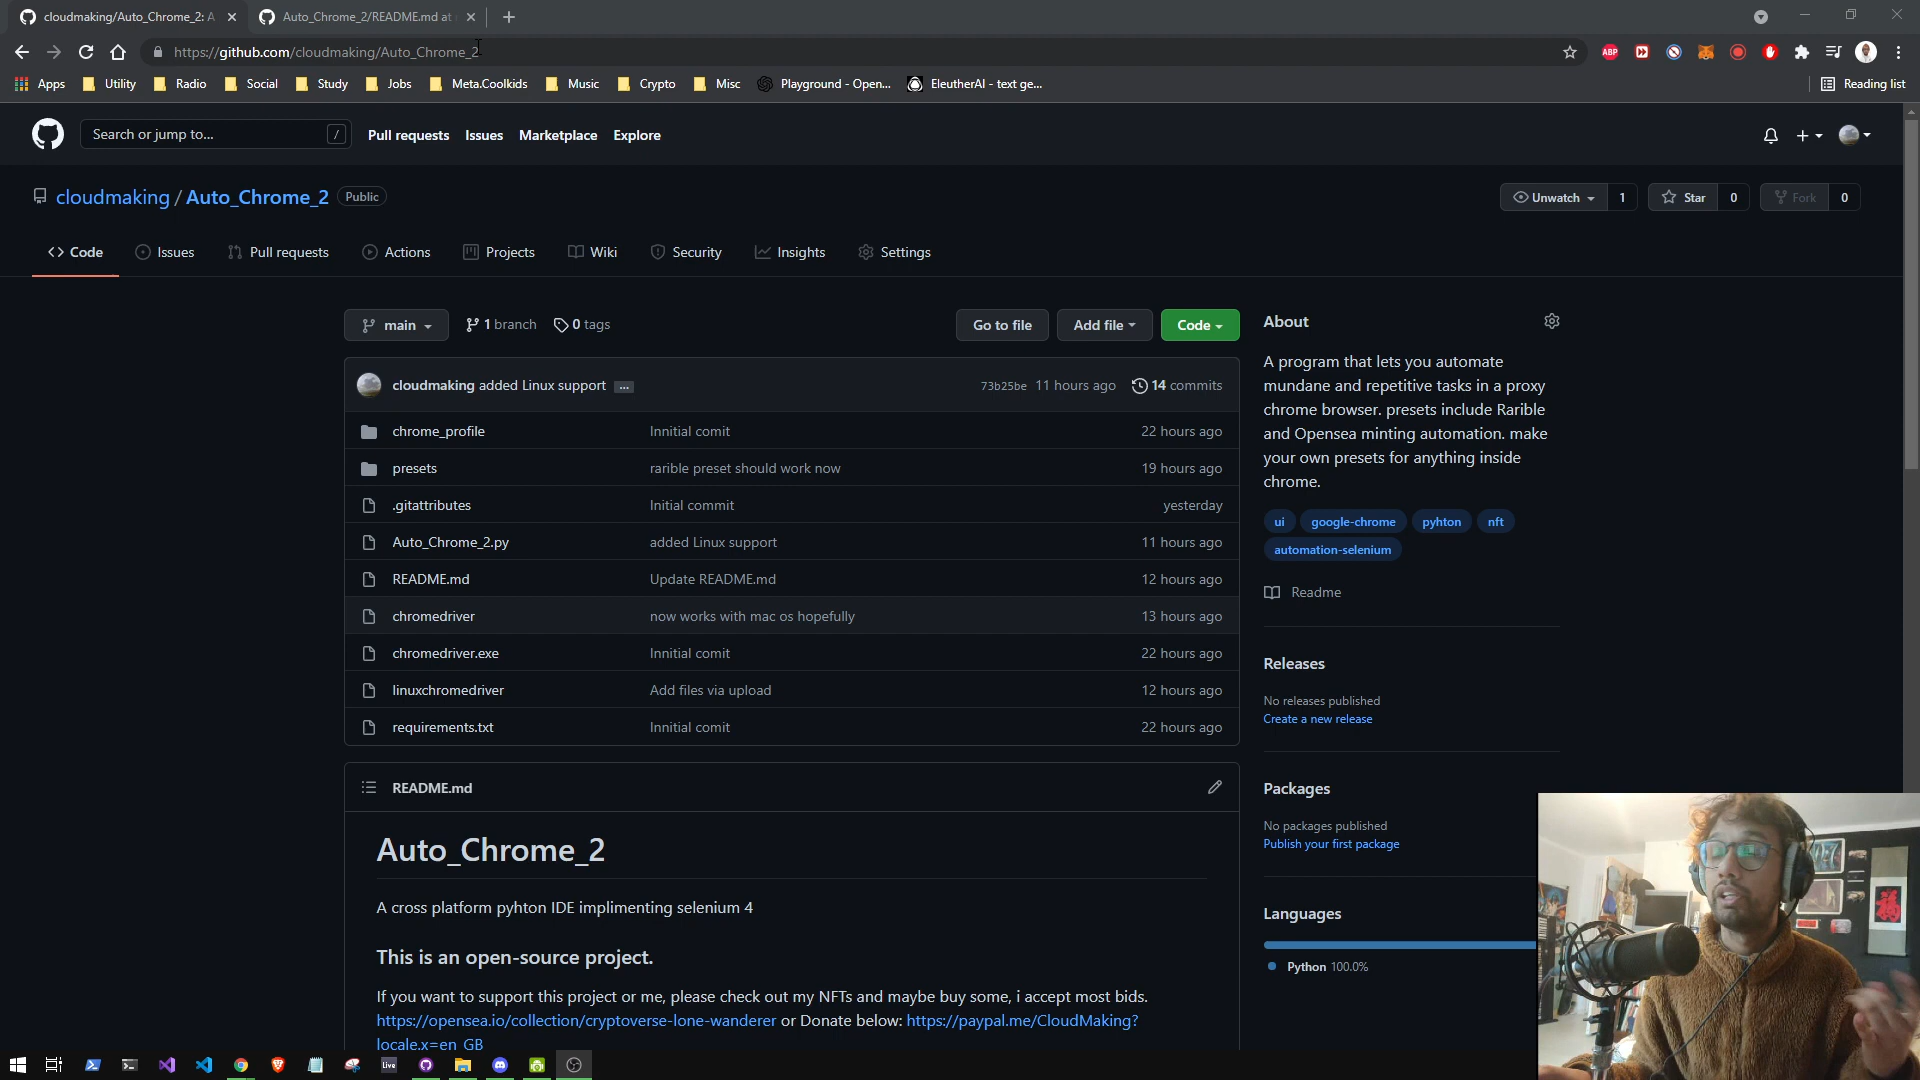 cloudmaking/Auto_Chrome_2: A
Auto_Chrome_2/README.md at
https://github.com/cloudmaking/Auto_Chrome_2
ABP
Apps
Utility
Radio
Social
Study
Jobs
Meta.Coolkids
Music
Crypto
Misc
Playground - Open...
EleutherAI - text ge...
Reading list
Search or jump to...
/
Pull requests
Issues
Marketplace
Explore
cloudmaking / Auto_Chrome_2
Public
Unwatch
1
Star
0
Fork
0
Code
Issues
Pull requests
Actions
Projects
Wiki
Security
Insights
Settings
main
1 branch
0 tags
Go to file
Add file
Code
cloudmaking added Linux support ...
73b25be 11 hours ago
14 commits
chrome_profile
Innitial comit
22 hours ago
presets
rarible preset should work now
19 hours ago
.gitattributes
Initial commit
yesterday
Auto_Chrome_2.py
added Linux support
11 hours ago
README.md
Update README.md
12 hours ago
chromedriver
now works with mac os hopefully
13 hours ago
chromedriver.exe
Innitial comit
22 hours ago
linuxchromedriver
Add files via upload
12 hours ago
requirements.txt
Innitial comit
22 hours ago
README.md
Auto_Chrome_2
A cross platform pyhton IDE implimenting selenium 4
This is an open-source project.
If you want to support this project or me, please check out my NFTs and maybe buy some, i accept most bids.
https://opensea.io/collection/cryptoverse-lone-wanderer or Donate below: https://paypal.me/CloudMaking?
locale.x=en_GB
About
A program that lets you automate
mundane and repetitive tasks in a proxy
chrome browser. presets include Rarible
and Opensea minting automation. make
your own presets for anything inside
chrome.
ui
google-chrome
pyhton
nft
automation-selenium
Readme
Releases
No releases published
Create a new release
Packages
No packages published
Publish your first package
Languages
Python 100.0%
Live
福